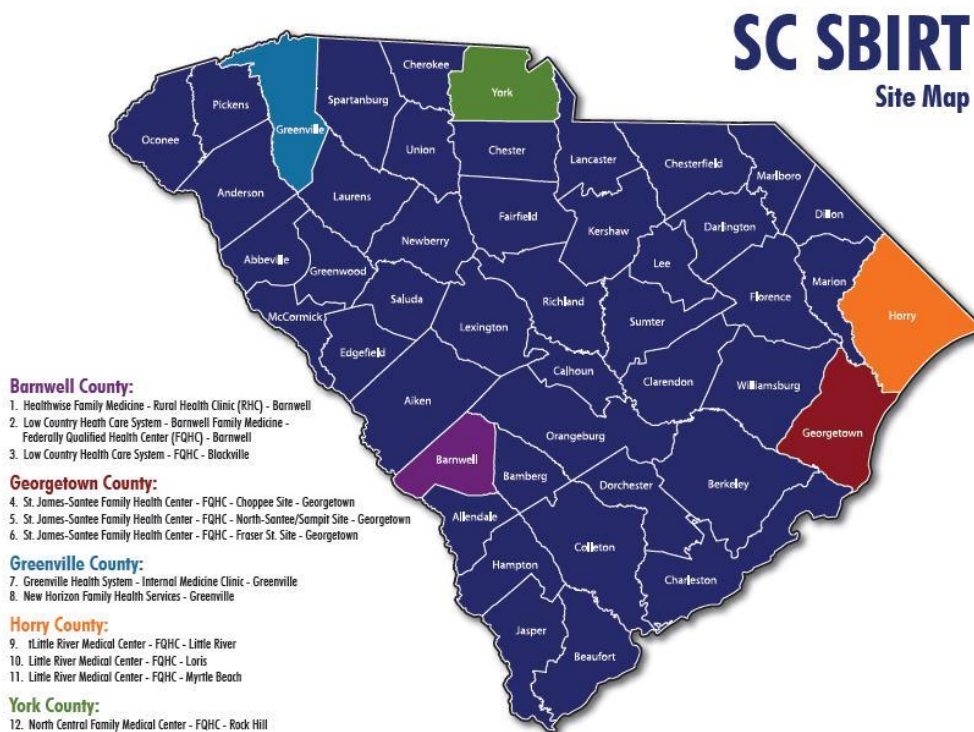 SC SBIRT
Site Map
Cherokee
York
Spartanburg
Pickens
Greenville
Oconee
Union
Chester
Lancaster
Chesterfield
Marlboro
Anderson
Laurens
Fairfield
Dillon
Kershaw
Darlington
Newberry
Abbeville
Greenwood
Lee
Marion
Florence
Saluda
Richland
McCormick
Lexington
Sumter
Horry
Edgefield
Calhoun
Clarendon
Williamsburg
Aiken
Orangeburg
Georgetown
Barnwell
Bamberg
Dorchester
Berkeley
Allendale
Colleton
Hampton
Charleston
Jasper
Beaufort
Barnwell County:
1. Healthwise Family Medicine - Rural Health Clinic (RHC) - Barnwell
2. Low Country Heath Care System - Barnwell Family Medicine -
Federally Qualified Health Center (FQHC) - Barnwell
3. Low Country Health Care System - FQHC - Blackville
Georgetown County:
4. St. James-Santee Family Health Center - FQHC - Choppee Site - Georgetown
5. St. James-Santee Family Health Center - FQHC - North-Santee/Sampit Site - Georgetown
6. St. James-Santee Family Health Center - FQHC - Fraser St. Site - Georgetown
Greenville County:
7. Greenville Health System - Internal Medicine Clinic - Greenville
8. New Horizon Family Health Services - Greenville
Horry County:
9. tLittle River Medical Center - FQHC - Little River
10. Little River Medical Center - FQHC - Loris
11. Little River Medical Center - FQHC - Myrtle Beach
York County:
12. North Central Family Medical Center - FQHC - Rock Hill